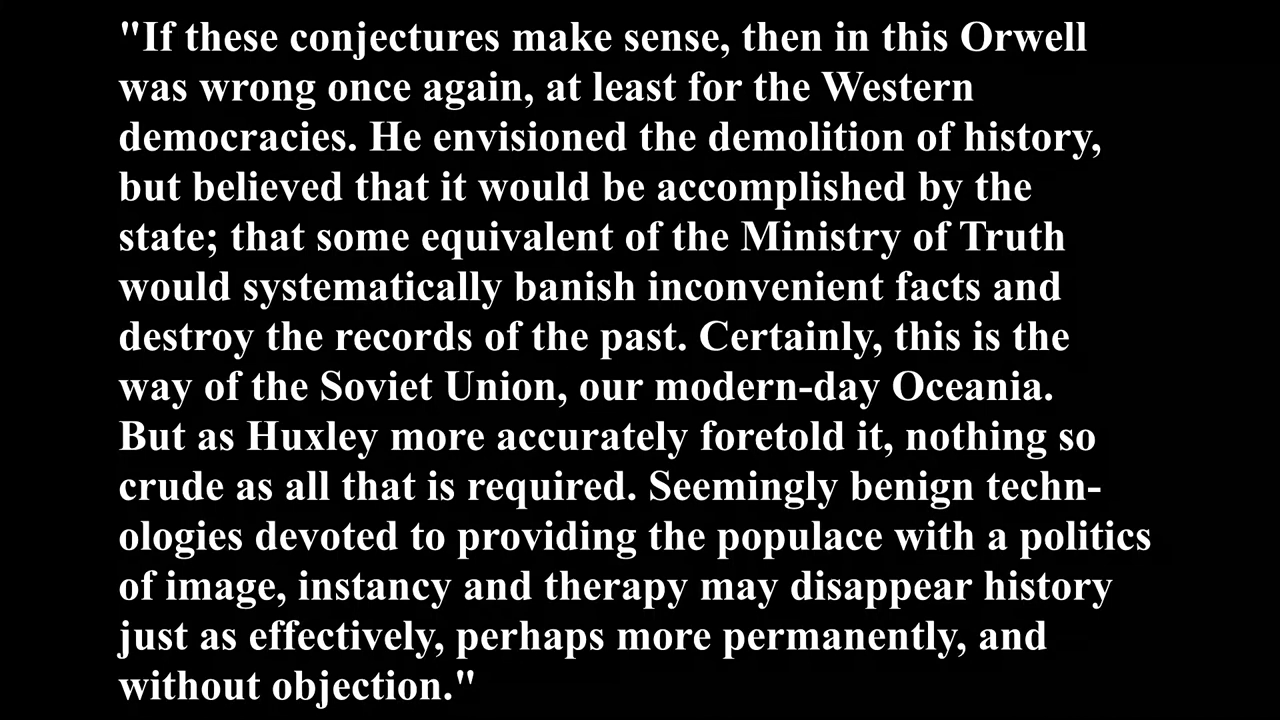 "If these conjectures make sense, then in this Orwell
was wrong once again, at least for the Western
democracies. He envisioned the demolition of history,
but believed that it would be accomplished by the
state; that some equivalent of the Ministry of Truth
would systematically banish inconvenient facts and
destroy the records of the past. Certainly, this is the
way of the Soviet Union, our modern-day Oceania.
But as Huxley more accurately foretold it, nothing so
crude as all that is required. Seemingly benign techn-
ologies devoted to providing the populace with a politics
of image, instancy and therapy may disappear history
just as effectively, perhaps more permanently, and
without objection."